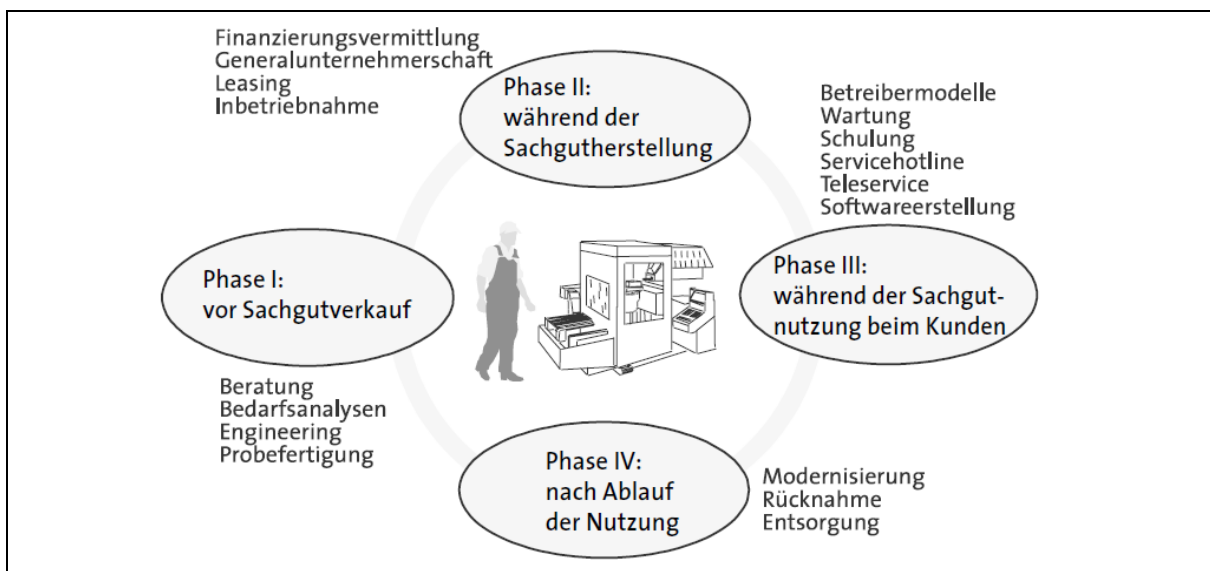 Finanzierungsvermittlung
Generalunternehmerschaft
Leasing
Inbetriebnahme
Phase II:
während der
Sachgutherstellung
Betreibermodelle
Wartung
Schulung
Servicehotline
Teleservice
Softwareerstellung
Phase I:
vor Sachgutverkauf
Phase III:
während der Sachgut-
nutzung beim Kunden
Beratung
Bedarfsanalysen
Engineering
Probefertigung
Phase IV:
nach Ablauf
der Nutzung
Modernisierung
Rücknahme
Entsorgung